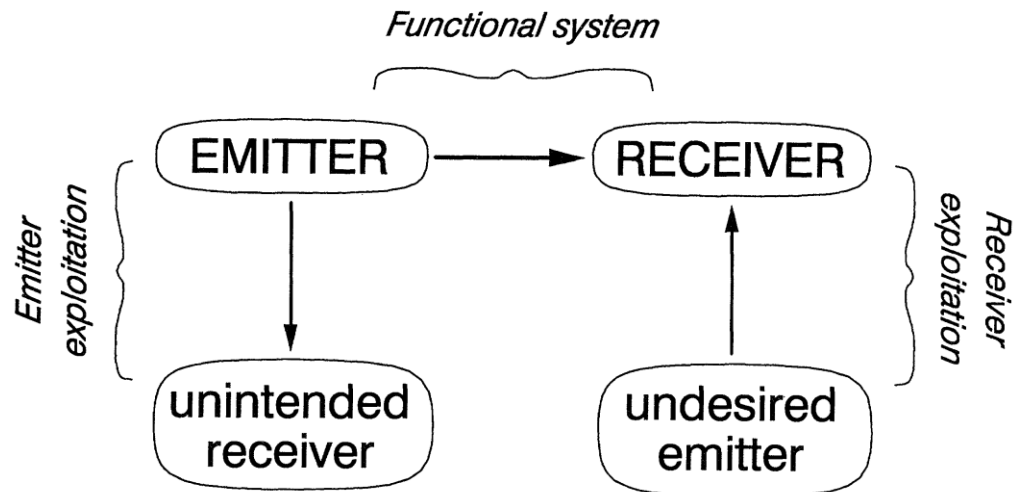 Functional system
EMITTER
RECEIVER
Emitter
exploitation
Receiver
exploitation
unintended
receiver
undesired
emitter